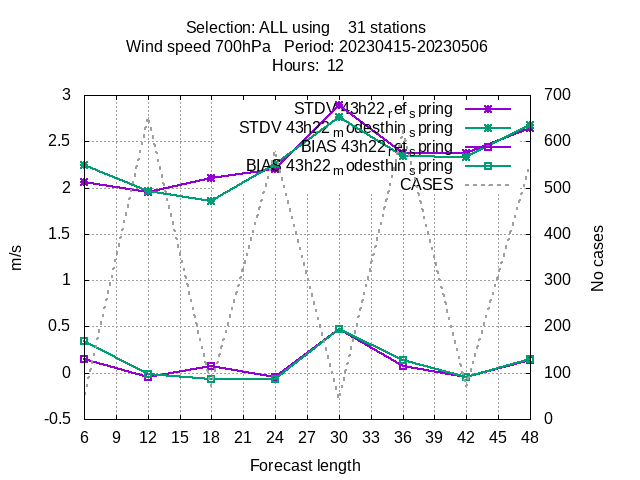 Selection: ALL using 31 stations
Wind speed 700hPa Period: 20230415-20230506
Hours: 12
STDV 43h22_ref_spring
STDV 43h22_modesthin_spring
BIAS 43h22_ref_spring
BIAS 43h22_modesthin_spring
CASES
3
2.5
2
1.5
1
0.5
0
-0.5
m/s
700
600
500
400
300
200
100
0
No cases
6 9 12 15 18 21 24 27 30 33 36 39 42 45 48
Forecast length